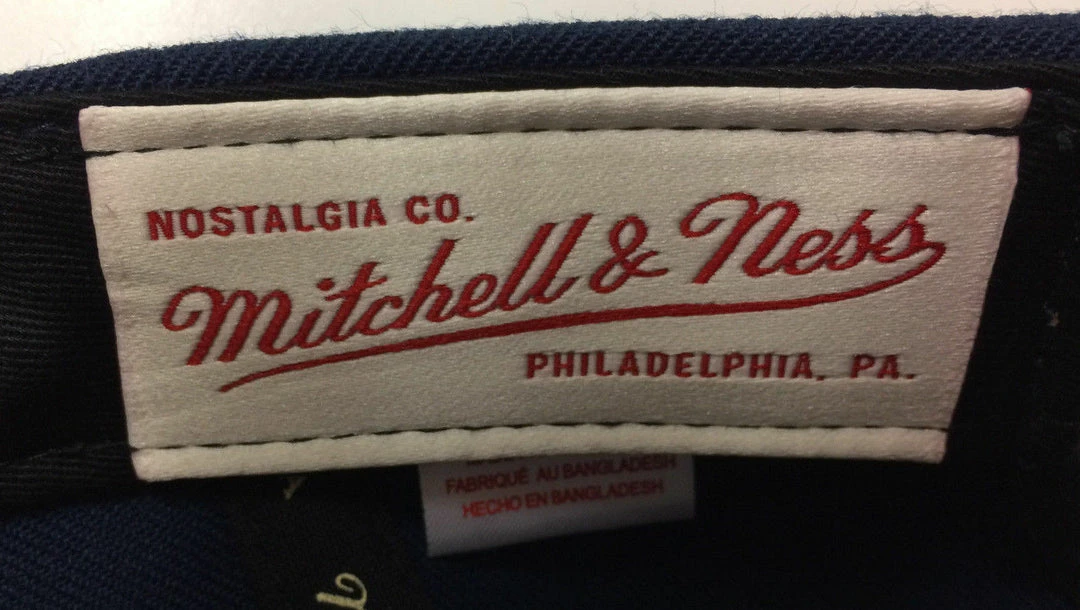 NOSTALGIA CO.
Mitchell & Ness
PHILADELPHIA, PA.
FABRIQUÉ AU BANGLADESH
HECHO EN BANGLADESH